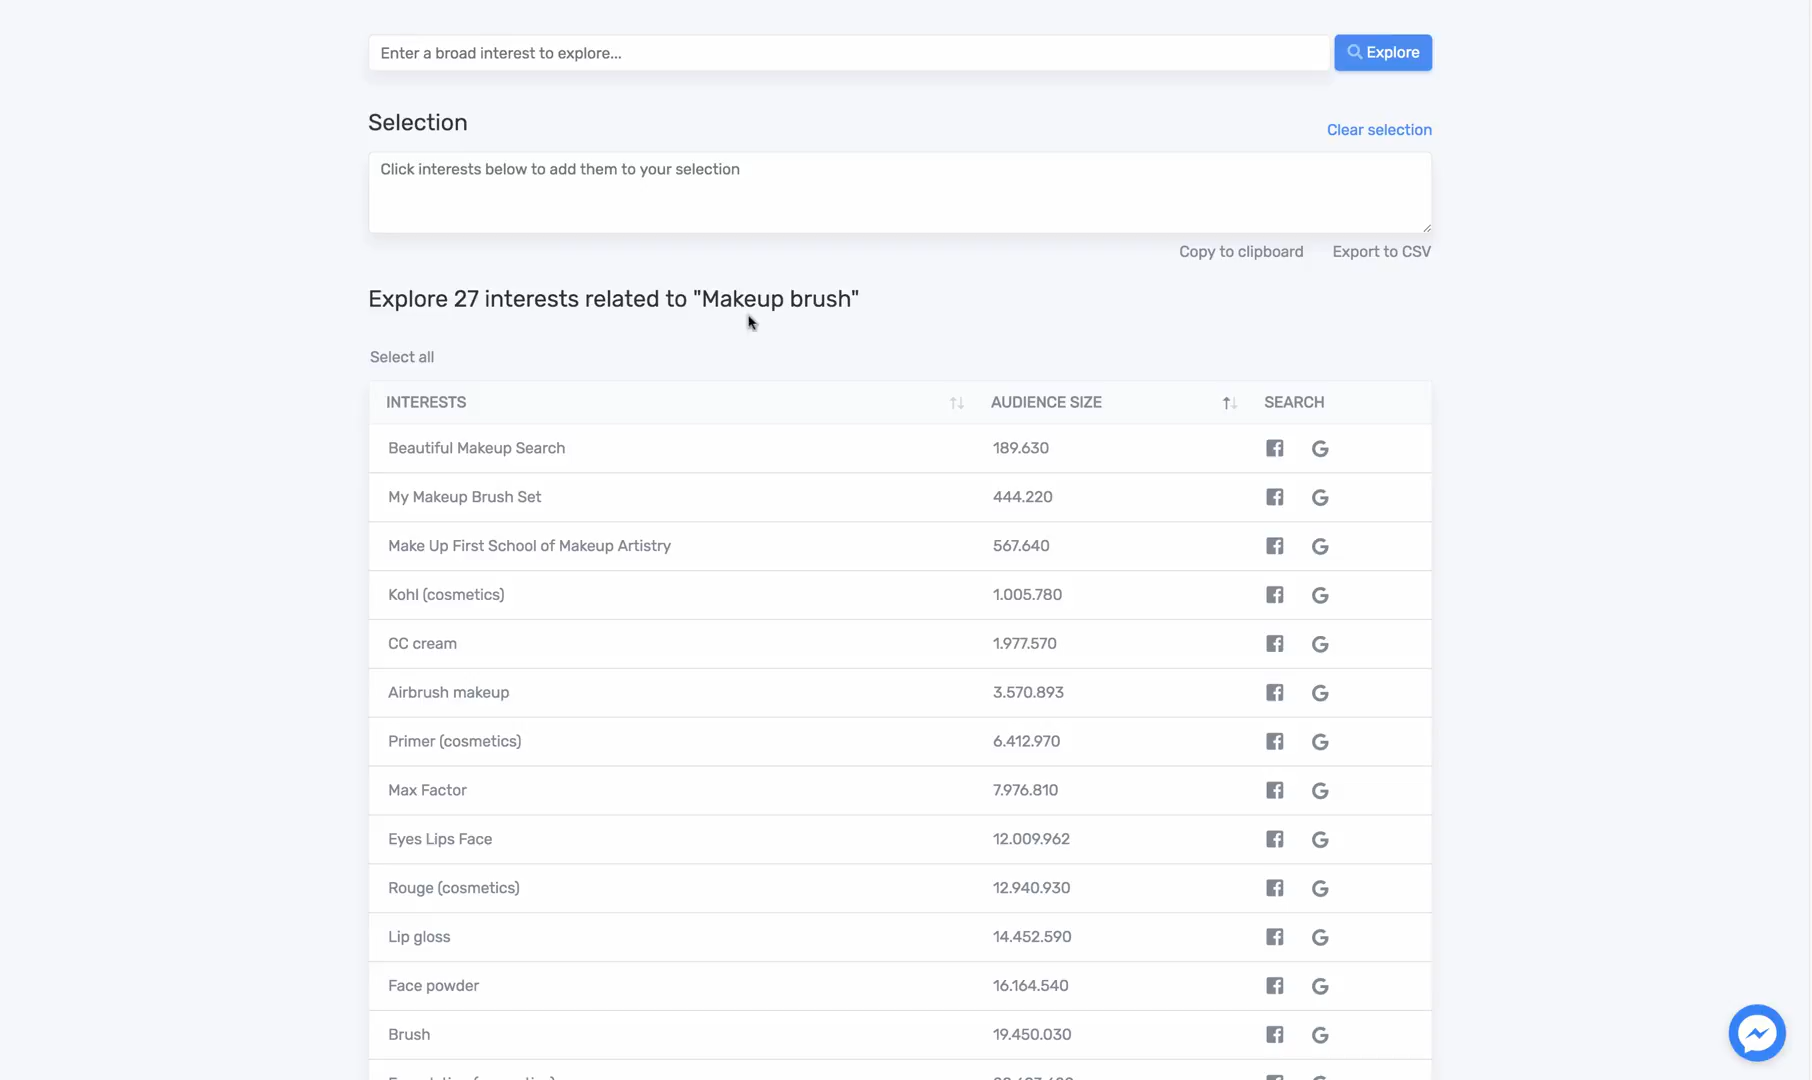 Enter a broad interest to explore...
Explore
Selection
Clear selection
Click interests below to add them to your selection
Copy to clipboard Export to CSV
Explore 27 interests related to "Makeup brush"
Select all
INTERESTS AUDIENCE SIZE SEARCH
Beautiful Makeup Search 189.630
My Makeup Brush Set 444.220
Make Up First School of Makeup Artistry 567.640
Kohl (cosmetics) 1.005.780
CC cream 1.977.570
Airbrush makeup 3.570.893
Primer (cosmetics) 6.412.970
Max Factor 7.976.810
Eyes Lips Face 12.009.962
Rouge (cosmetics) 12.940.930
Lip gloss 14.452.590
Face powder 16.164.540
Brush 19.450.030